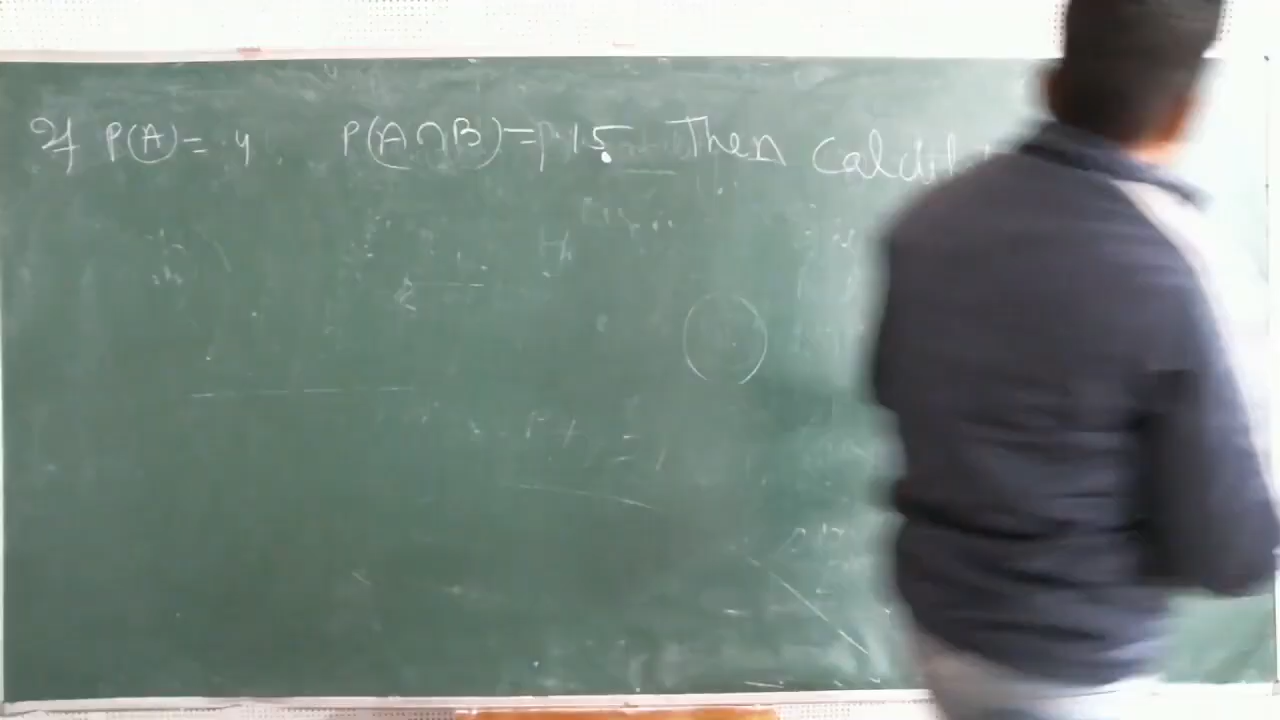 If P(A) = .4 P(A∩B) = .15 Then